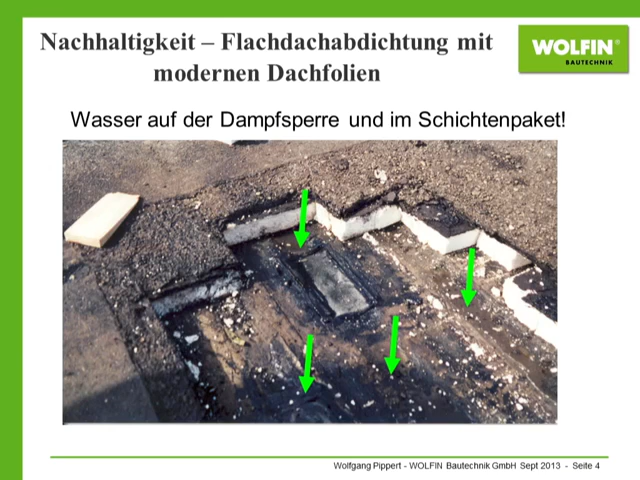 Nachhaltigkeit – Flachdachabdichtung mit
modernen Dachfolien
WOLFIN®
BAUTECHNIK
Wasser auf der Dampfsperre und im Schichtenpaket!
Wolfgang Pippert - WOLFIN Bautechnik GmbH Sept 2013 - Seite 4